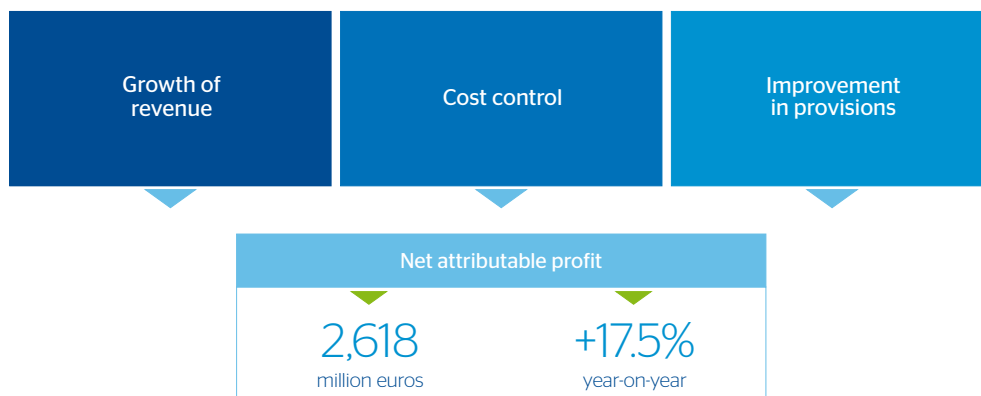 Growth of
revenue
Cost control
Improvement
in provisions
Net attributable profit
2,618
million euros
+17.5%
year-on-year